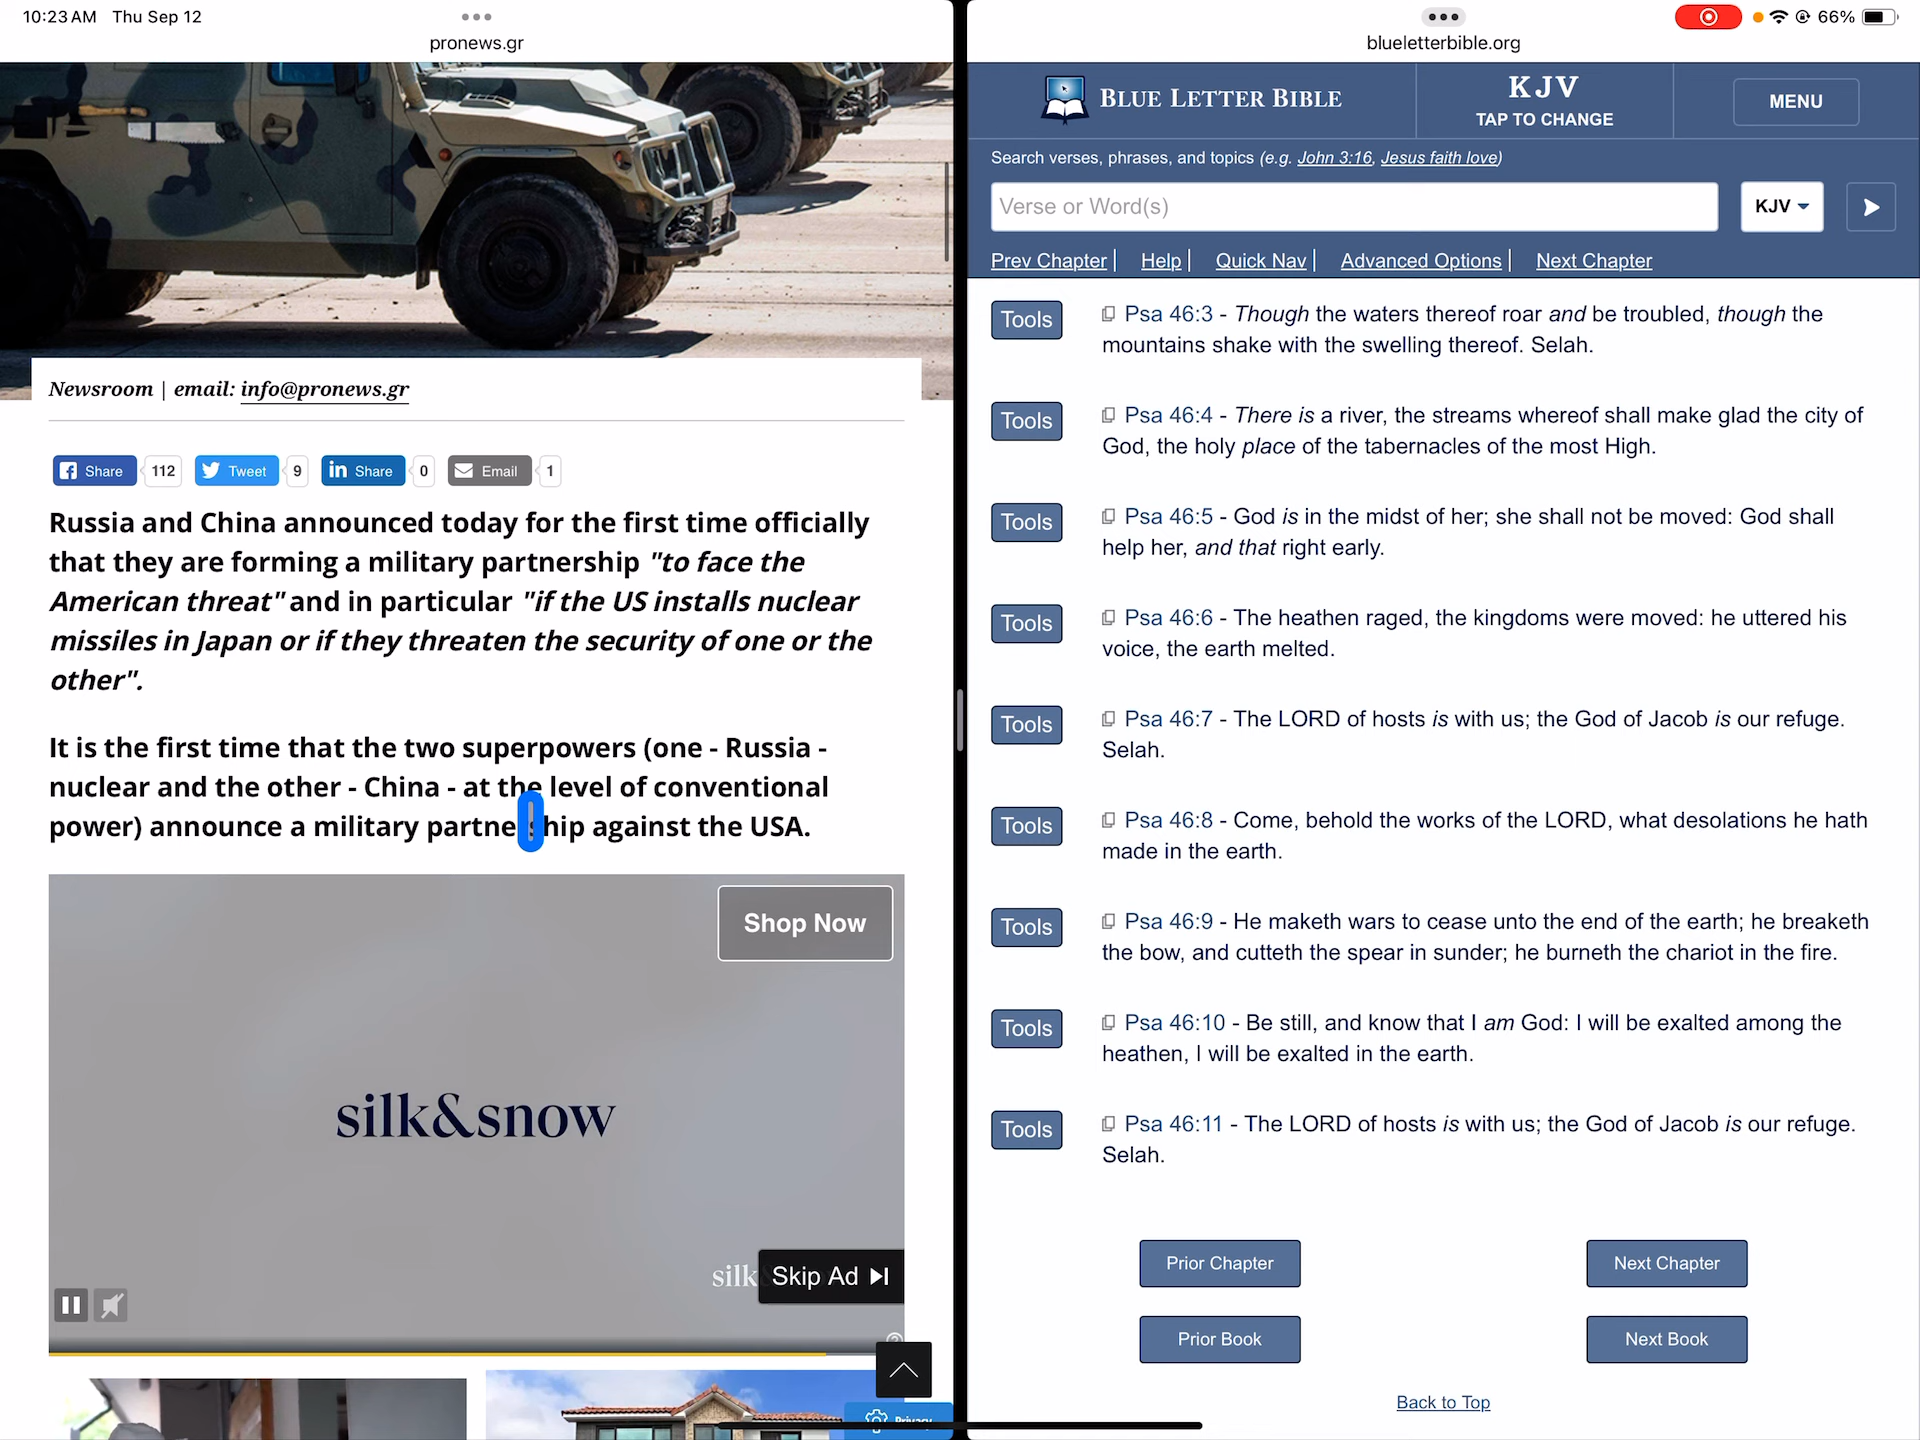 10:23 AM Thu Sep 12
pronews.gr
Newsroom | email: info@pronews.gr
Share 112 Tweet 9 Share 0 Email 1
Russia and China announced today for the first time officially
that they are forming a military partnership "to face the
American threat" and in particular "if the US installs nuclear
missiles in Japan or if they threaten the security of one or the
other".
It is the first time that the two superpowers (one - Russia -
nuclear and the other - China - at the level of conventional
power) announce a military partnership against the USA.
Shop Now
silk&snow
silk
Skip Ad
Privacy
66%
blueletterbible.org
BLUE LETTER BIBLE
KJV
TAP TO CHANGE
MENU
Search verses, phrases, and topics (e.g. John 3:16, Jesus faith love)
Verse or Word(s)
KJV
Prev Chapter | Help | Quick Nav | Advanced Options | Next Chapter
Tools Psa 46:3 - Though the waters thereof roar and be troubled, though the
mountains shake with the swelling thereof. Selah.
Tools Psa 46:4 - There is a river, the streams whereof shall make glad the city of
God, the holy place of the tabernacles of the most High.
Tools Psa 46:5 - God is in the midst of her; she shall not be moved: God shall
help her, and that right early.
Tools Psa 46:6 - The heathen raged, the kingdoms were moved: he uttered his
voice, the earth melted.
Tools Psa 46:7 - The LORD of hosts is with us; the God of Jacob is our refuge.
Selah.
Tools Psa 46:8 - Come, behold the works of the LORD, what desolations he hath
made in the earth.
Tools Psa 46:9 - He maketh wars to cease unto the end of the earth; he breaketh
the bow, and cutteth the spear in sunder; he burneth the chariot in the fire.
Tools Psa 46:10 - Be still, and know that I am God: I will be exalted among the
heathen, I will be exalted in the earth.
Tools Psa 46:11 - The LORD of hosts is with us; the God of Jacob is our refuge.
Selah.
Prior Chapter Next Chapter
Prior Book Next Book
Back to Top